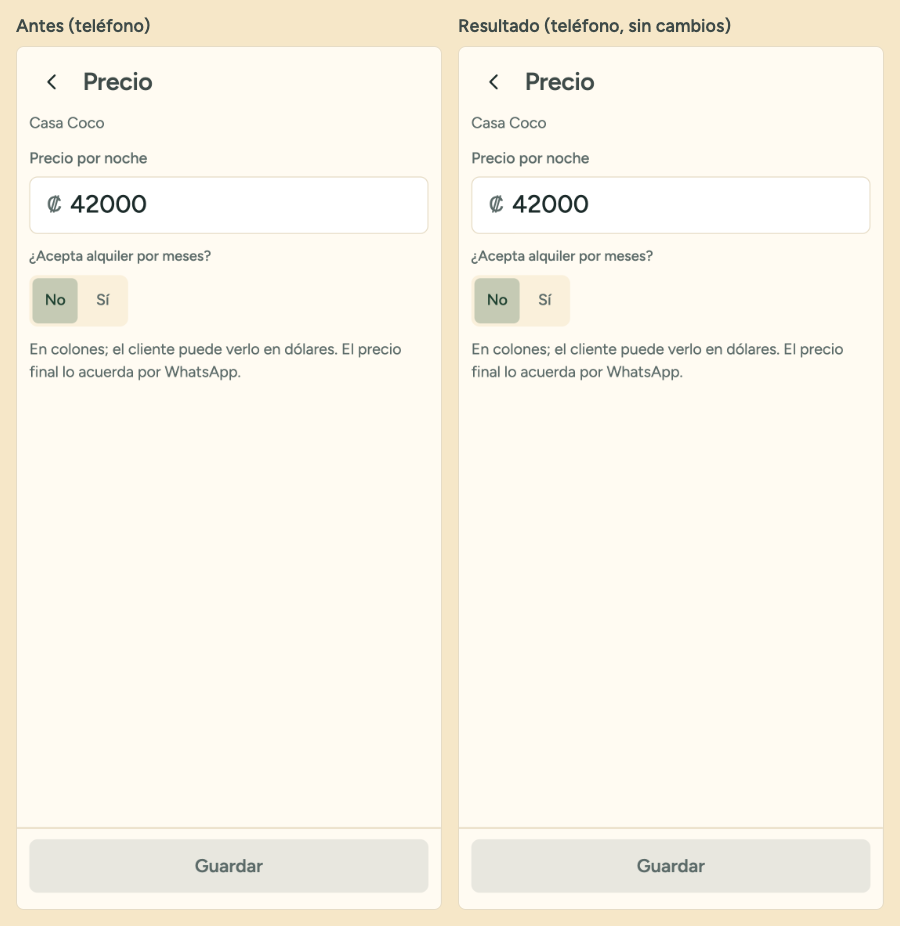 Antes (teléfono)
Precio
Casa Coco
Precio por noche
₡ 42000
¿Acepta alquiler por meses?
No Sí
En colones; el cliente puede verlo en dólares. El precio
final lo acuerda por WhatsApp.
Guardar
Resultado (teléfono, sin cambios)
Precio
Casa Coco
Precio por noche
₡ 42000
¿Acepta alquiler por meses?
No Sí
En colones; el cliente puede verlo en dólares. El precio
final lo acuerda por WhatsApp.
Guardar